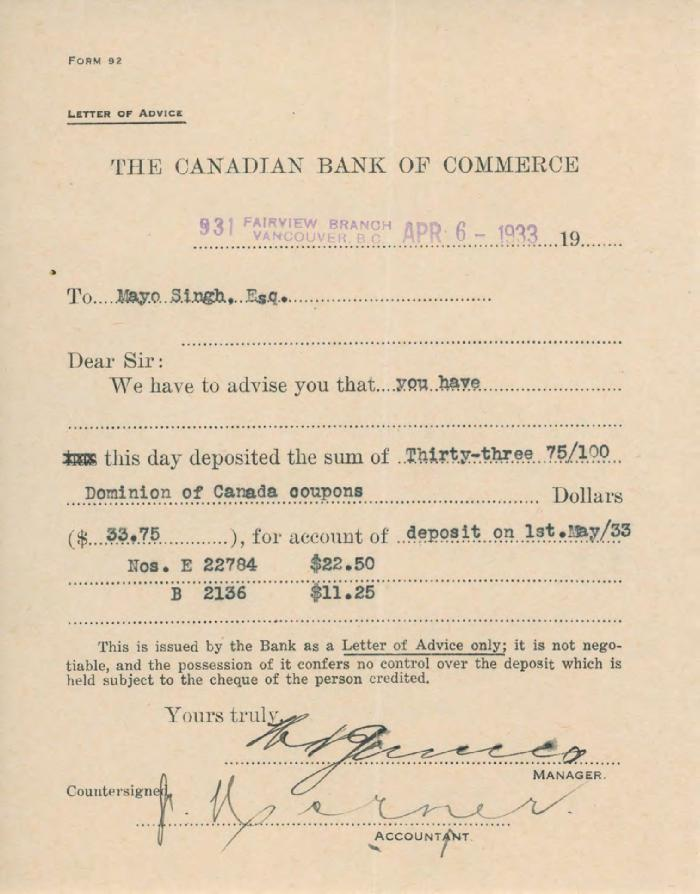 FORM 92
LETTER OF ADVICE
THE CANADIAN BANK OF COMMERCE
931 FAIRVIEW BRANCH VANCOUVER, B.C. APR 6 - 1933 19
To Mayo Singh, Esq.
Dear Sir:
We have to advise you that you have
this day deposited the sum of Thirty-three 75/100
Dominion of Canada coupons Dollars
($ 33.75 ), for account of deposit on 1st.May/33
Nos. E 22784 $22.50
B 2136 $11.25
This is issued by the Bank as a Letter of Advice only; it is not nego-
tiable, and the possession of it confers no control over the deposit which is
held subject to the cheque of the person credited.
Yours truly,
MANAGER.
Countersigned
ACCOUNTANT.